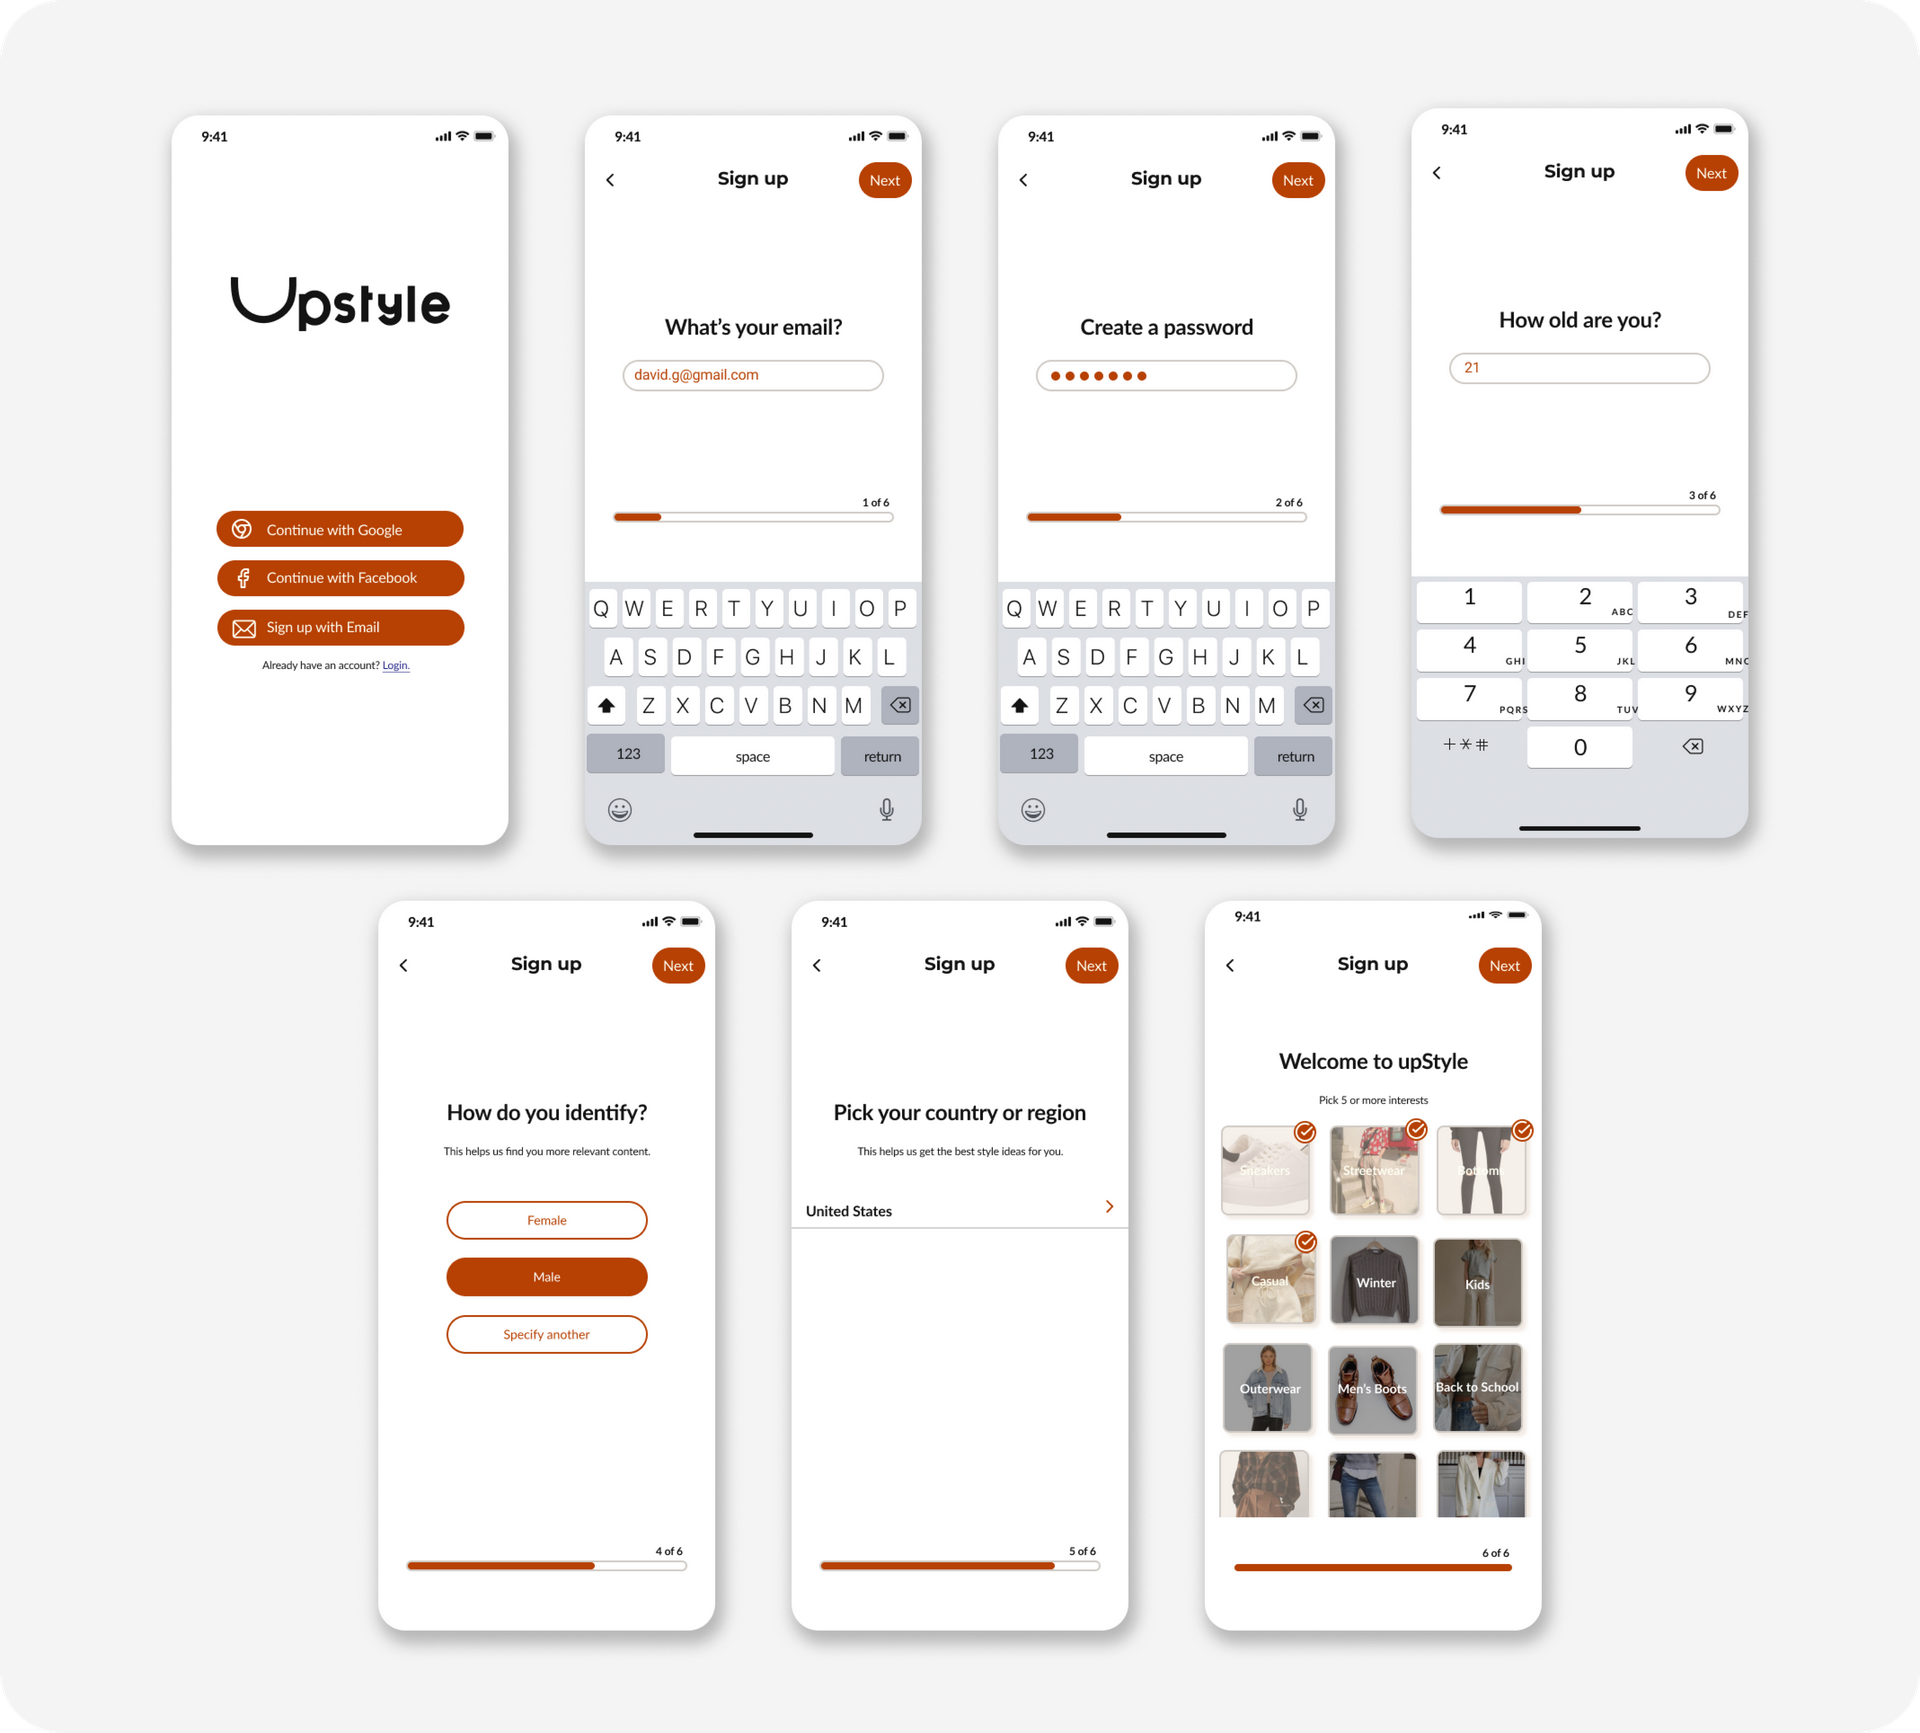 9:41
Upstyle
Continue with Google
Continue with Facebook
Sign up with Email
Already have an account? Login.
9:41
Sign up
Next
What's your email?
david.g@gmail.com
1 of 6
Q W E R T Y U I O P
A S D F G H J K L
Z X C V B N M
123 space return
9:41
Sign up
Next
Create a password
2 of 6
Q W E R T Y U I O P
A S D F G H J K L
Z X C V B N M
123 space return
9:41
Sign up
Next
How old are you?
21
3 of 6
1 2 ABC 3 DEF
4 GHI 5 JKL 6 MNO
7 PQRS 8 TUV 9 WXYZ
+*# 0
9:41
Sign up
Next
How do you identify?
This helps us find you more relevant content.
Female
Male
Specify another
4 of 6
9:41
Sign up
Next
Pick your country or region
This helps us get the best style ideas for you.
United States
5 of 6
9:41
Sign up
Next
Welcome to upStyle
Pick 5 or more interests
Sneakers Streetwear Bottoms
Casual Winter Kids
Outerwear Men's Boots Back to School
6 of 6